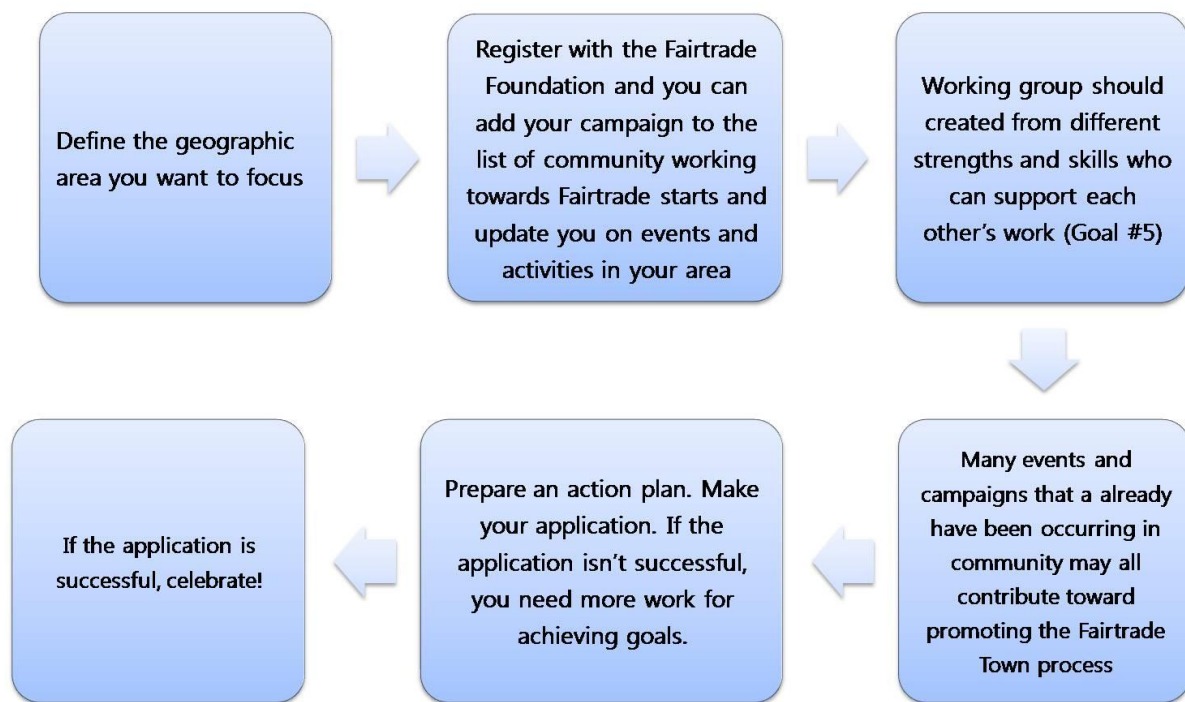 Define the geographic
area you want to focus
Register with the Fairtrade
Foundation and you can
add your campaign to the
list of community working
towards Fairtrade starts and
update you on events and
activities in your area
Working group should
created from different
strengths and skills who
can support each
other's work (Goal #5)
Many events and
campaigns that a already
have been occurring in
community may all
contribute toward
promoting the Fairtrade
Town process
Prepare an action plan. Make
your application. If the
application isn't successful,
you need more work for
achieving goals.
If the application is
successful, celebrate!